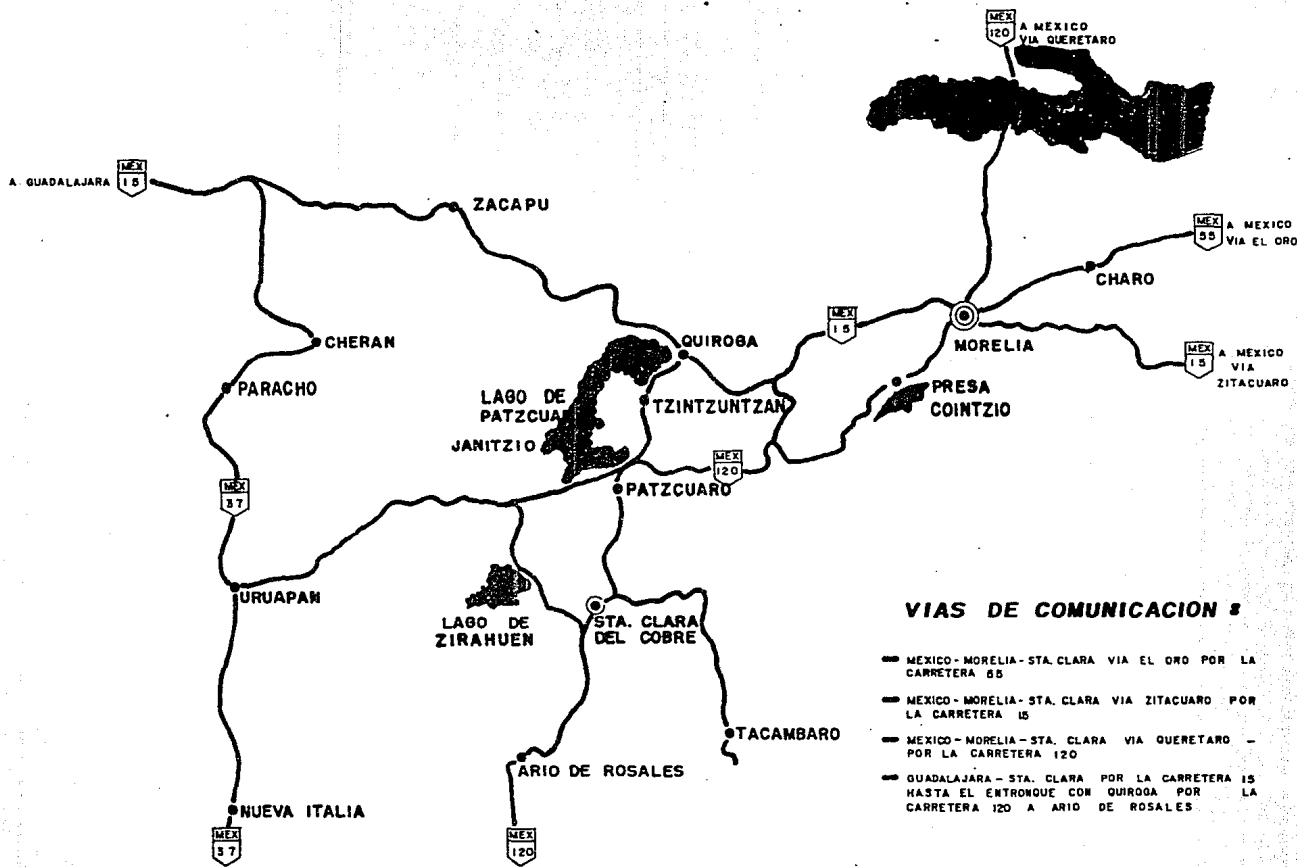 MEX
120
A MEXICO
VIA QUERETARO
A GUADALAJARA
MEX
15
ZACAPU
MEX
55
A MEXICO
VIA EL ORO
CHARO
MEX
15
MORELIA
MEX
15
A MEXICO
VIA
ZITACUARO
CHERAN
QUIROGA
PARACHO
LAGO DE
PATZCUA
JANITZIO
TZINTZUNTZAN
PRESA
COINTZIO
MEX
120
PATZCUARO
MEX
37
URUAPAN
LAGO DE
ZIRAHUEN
STA. CLARA
DEL COBRE
TACAMBARO
ARIO DE ROSALES
NUEVA ITALIA
MEX
37
MEX
120
VIAS DE COMUNICACION :
MEXICO - MORELIA - STA. CLARA VIA EL ORO POR LA
CARRETERA 55
MEXICO - MORELIA - STA. CLARA VIA ZITACUARO POR
LA CARRETERA 15
MEXICO - MORELIA - STA. CLARA VIA QUERETARO –
POR LA CARRETERA 120
GUADALAJARA - STA. CLARA POR LA CARRETERA 15
HASTA EL ENTRONQUE CON QUIROGA POR LA
CARRETERA 120 A ARIO DE ROSALES